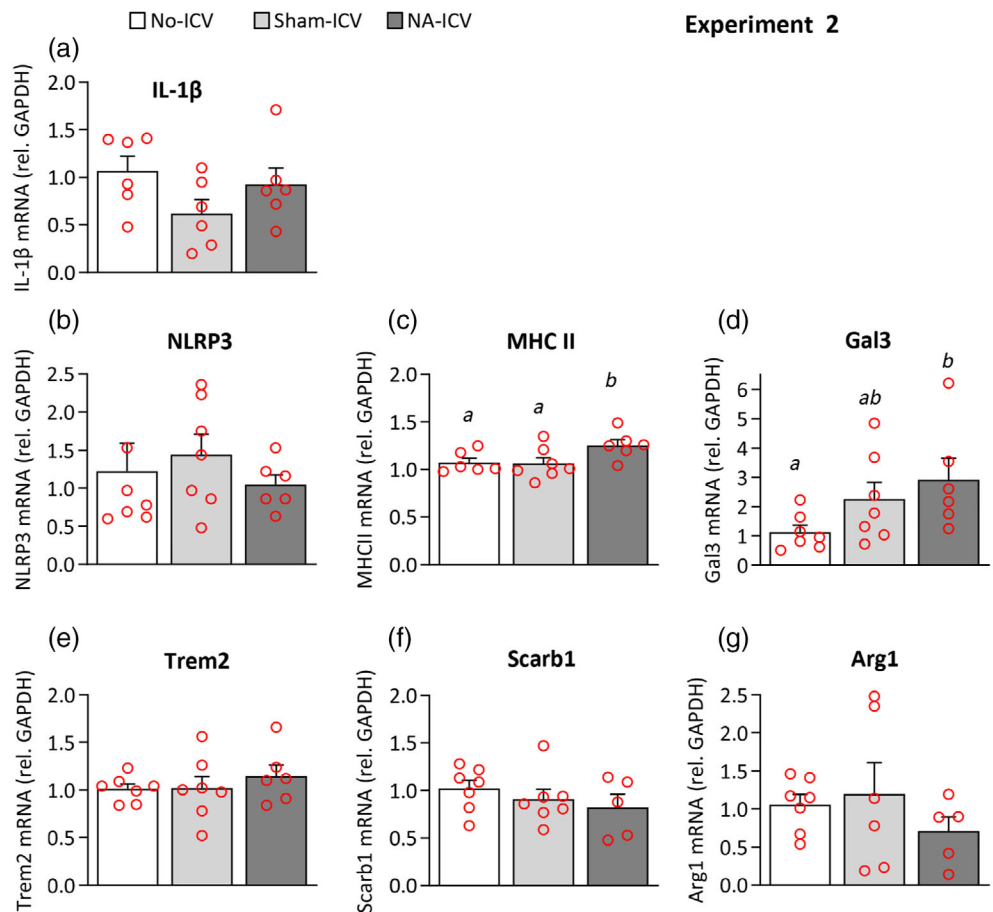 No-ICV Sham-ICV NA-ICV
Experiment 2
(a)
IL-1β
IL-1β mRNA (rel. GAPDH)
2.0
1.5
1.0
0.5
0.0
(b)
NLRP3
NLRP3 mRNA (rel. GAPDH)
2.5
2.0
1.5
1.0
0.5
0.0
(c)
MHC II
MHCII mRNA (rel. GAPDH)
2.0
1.5
1.0
0.5
0.0
a
a
b
(d)
Gal3
Gal3 mRNA (rel. GAPDH)
6
5
4
3
2
1
0
a
ab
b
(e)
Trem2
Trem2 mRNA (rel. GAPDH)
2.0
1.5
1.0
0.5
0.0
(f)
Scarb1
Scarb1 mRNA (rel. GAPDH)
2.0
1.5
1.0
0.5
0.0
(g)
Arg1
Arg1 mRNA (rel. GAPDH)
2.5
2.0
1.5
1.0
0.5
0.0